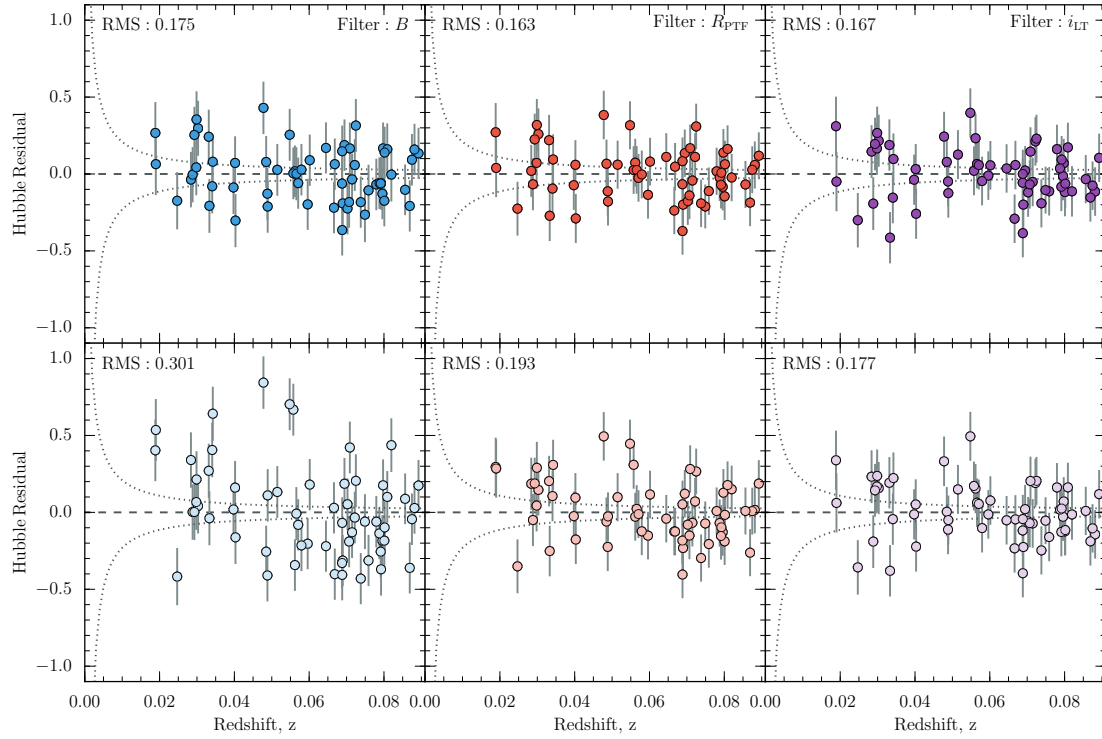 RMS : 0.175 Filter : B
RMS : 0.163 Filter : R_PTF
RMS : 0.167 Filter : i_LT
1.0
0.5
0.0
−0.5
−1.0
Hubble Residual
RMS : 0.301
RMS : 0.193
RMS : 0.177
1.0
0.5
0.0
−0.5
−1.0
Hubble Residual
0.00 0.02 0.04 0.06 0.08 0.00 0.02 0.04 0.06 0.08 0.00 0.02 0.04 0.06 0.08
Redshift, z Redshift, z Redshift, z